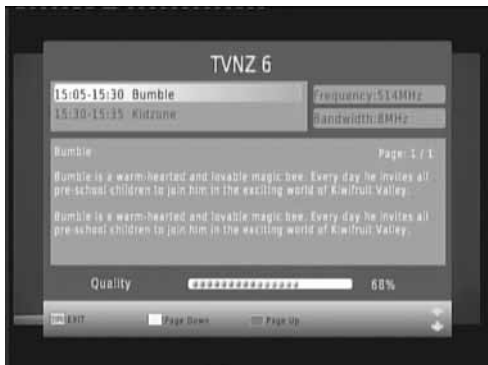 TVNZ 6
15:05-15:30 Bumble
15:30-15:35 Kidzone
Frequency:514MHz
Bandwidth:8MHz
Bumble
Page: 1 / 1
Bumble is a warm-hearted and lovable magic bee. Every day he invites all
pre-school children to join him in the exciting world of Kiwifruit Valley.
Bumble is a warm-hearted and lovable magic bee. Every day he invites all
pre-school children to join him in the exciting world of Kiwifruit Valley.
Quality 68%
EXIT Page Down Page Up